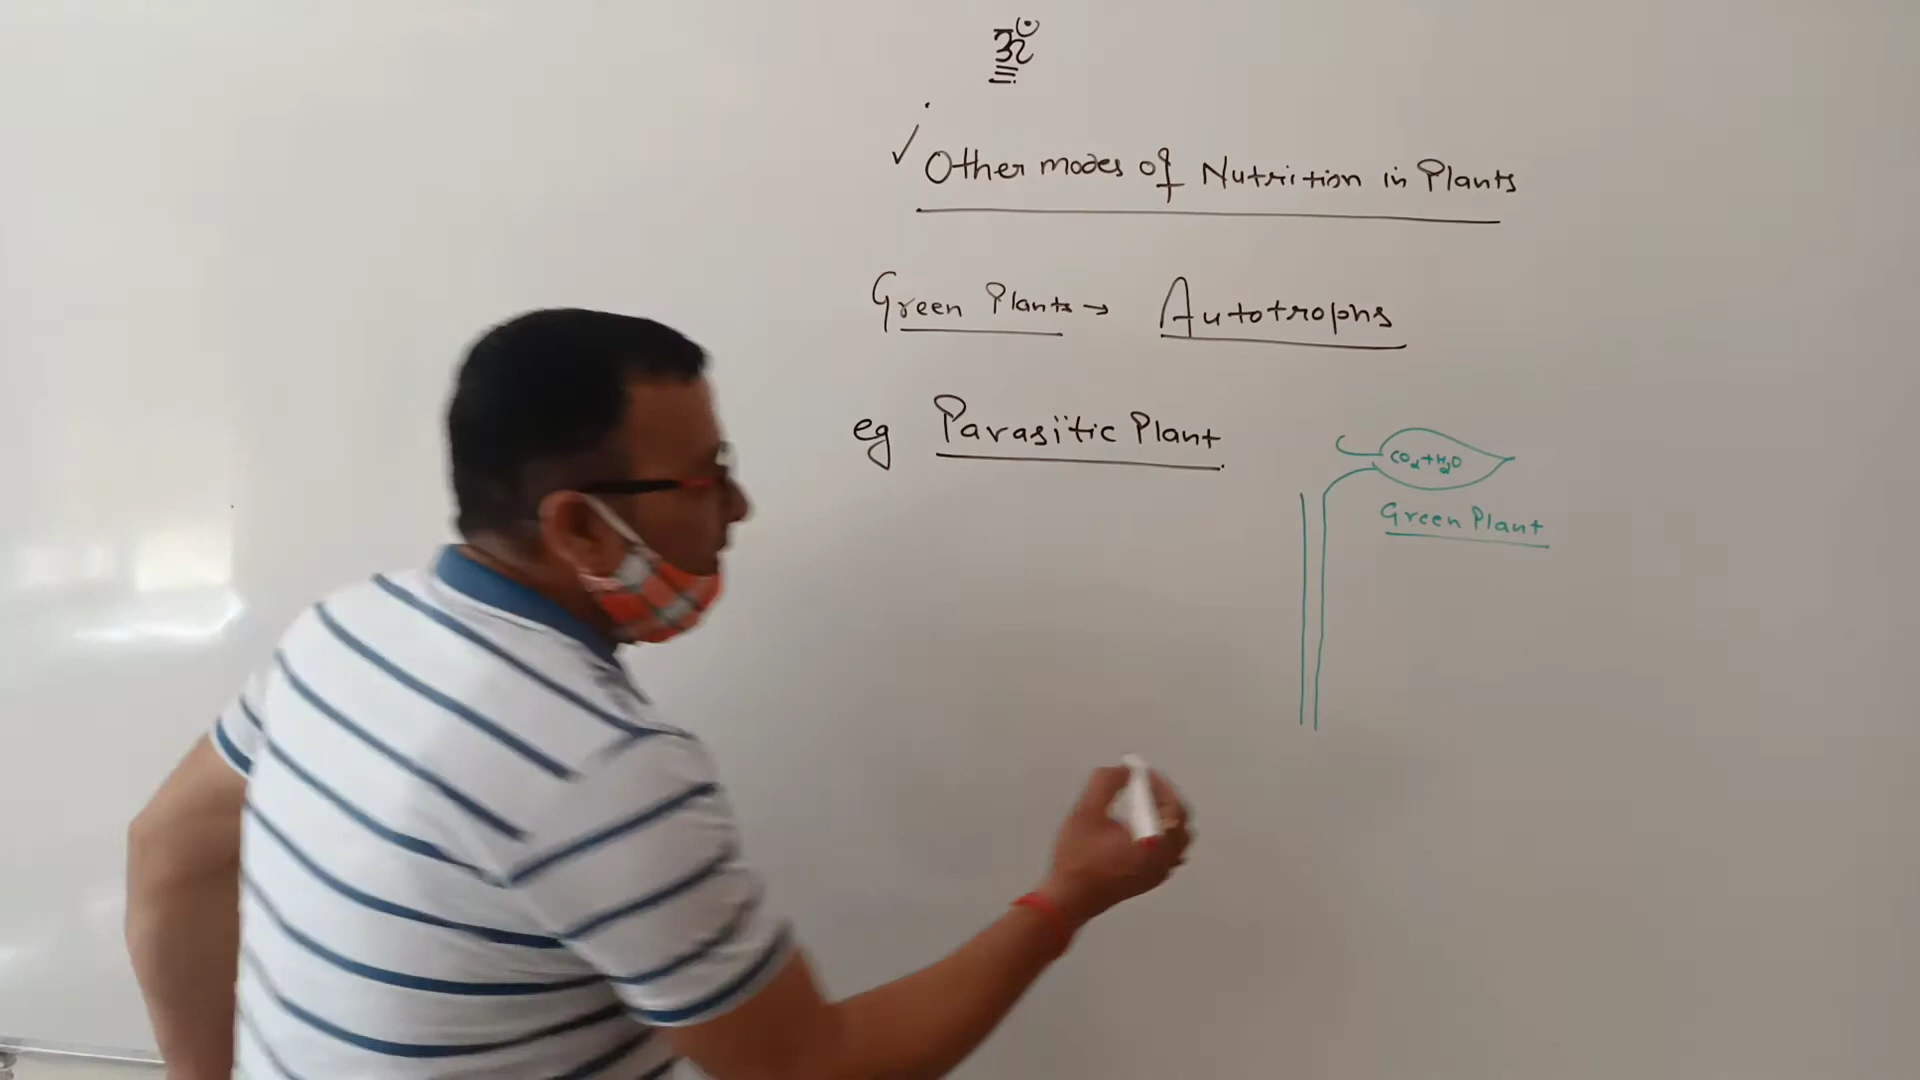 ॐ
Other modes of Nutrition in Plants
Green Plants → Autotrophs
eg Parasitic Plant
CO2+H2O
Green Plant